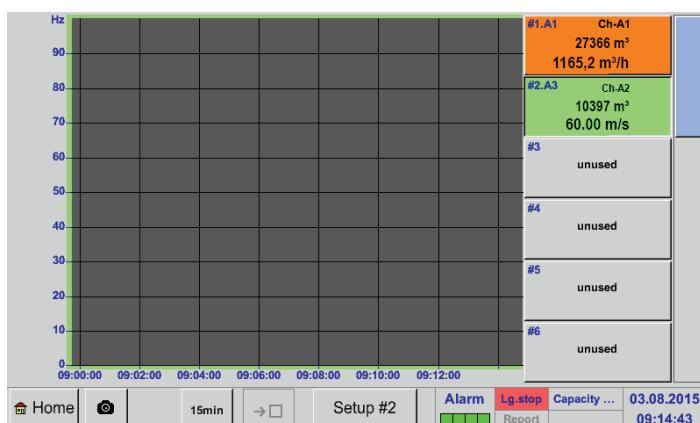 Hz
90
80
70
60
50
40
30
20
10
0
09:00:00 09:02:00 09:04:00 09:06:00 09:08:00 09:10:00 09:12:00
#1.A1 Ch-A1
27366 m³
1165,2 m³/h
#2.A3 Ch-A2
10397 m³
60.00 m/s
#3
unused
#4
unused
#5
unused
#6
unused
Home 15min →□ Setup #2
Alarm Lg.stop Capacity ... 03.08.2015
Report 09:14:43